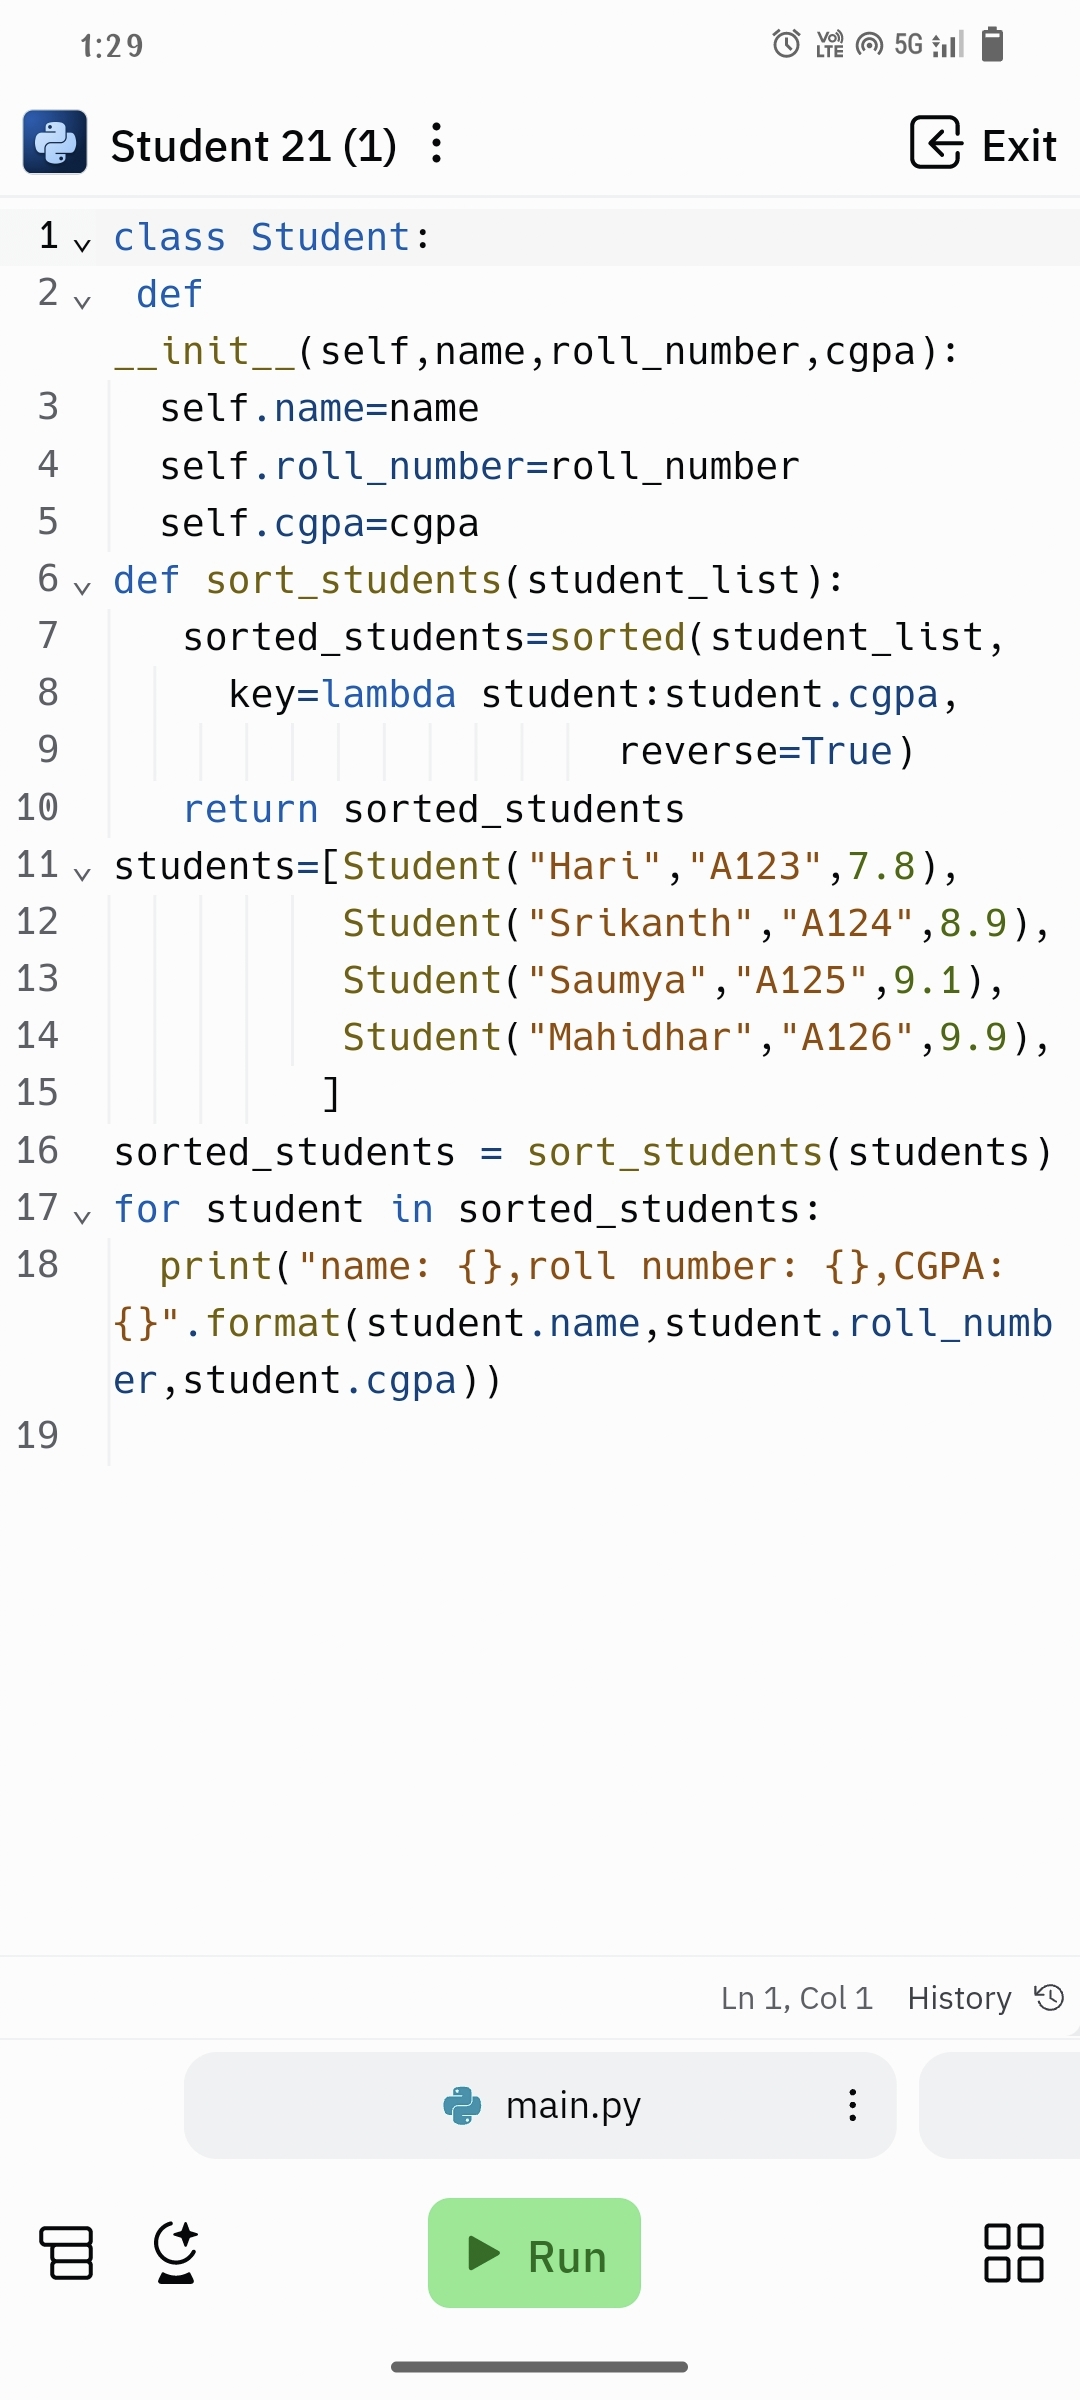 1:29
Vo)) LTE 5G
Student 21 (1)
Exit
1 class Student:
2  def
__init__(self,name,roll_number,cgpa):
3   self.name=name
4   self.roll_number=roll_number
5   self.cgpa=cgpa
6 def sort_students(student_list):
7    sorted_students=sorted(student_list,
8      key=lambda student:student.cgpa,
9                       reverse=True)
10    return sorted_students
11 students=[Student("Hari","A123",7.8),
12           Student("Srikanth","A124",8.9),
13           Student("Saumya","A125",9.1),
14           Student("Mahidhar","A126",9.9),
15          ]
16 sorted_students = sort_students(students)
17 for student in sorted_students:
18   print("name: {},roll number: {},CGPA:
{}".format(student.name,student.roll_numb
er,student.cgpa))
19
Ln 1, Col 1 History
main.py
Run